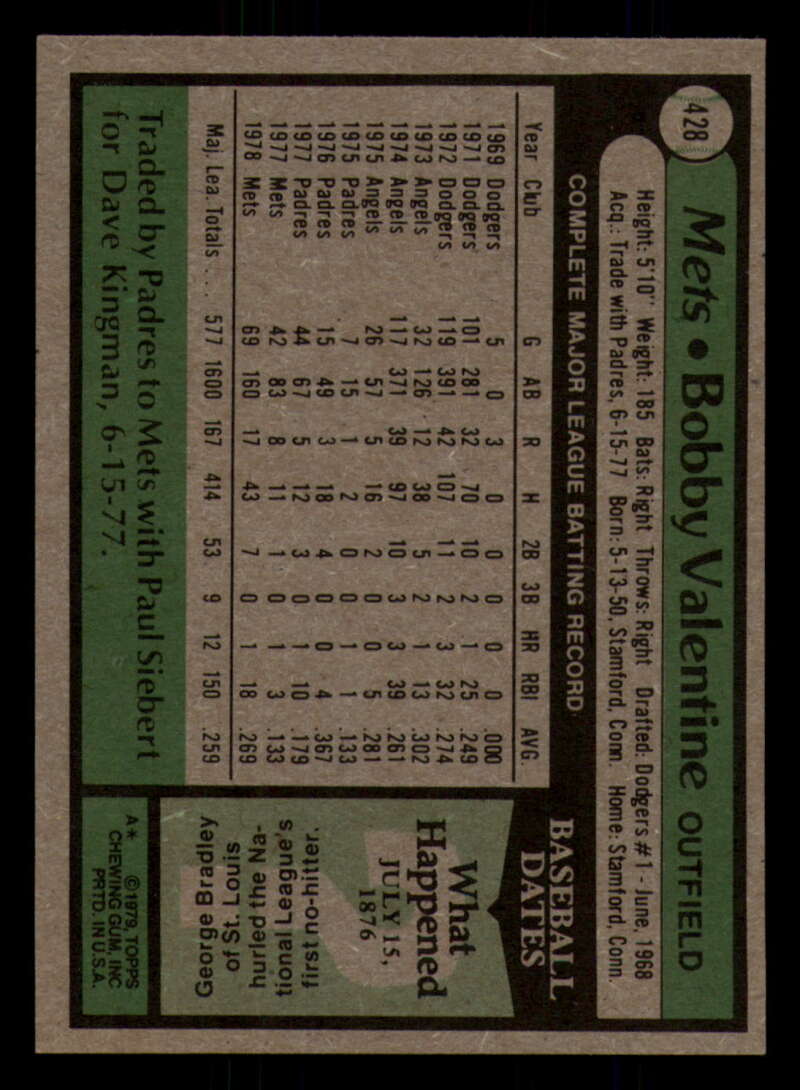 428
Mets • Bobby Valentine OUTFIELD
Height: 5'10" Weight: 185 Bats: Right Throws: Right Drafted: Dodgers #1 - June, 1968
Acq.: Trade with Padres, 6-15-77 Born: 5-13-50, Stamford, Conn. Home: Stamford, Conn.
COMPLETE MAJOR LEAGUE BATTING RECORD
Year Club G AB R H 2B 3B HR RBI AVG.
1969 Dodgers 5 0 3 0 0 0 0 0 .000
1971 Dodgers 101 281 32 70 10 2 1 25 .249
1972 Dodgers 119 391 42 107 11 2 3 32 .274
1973 Angels 32 126 12 38 5 2 1 13 .302
1974 Angels 117 371 39 97 10 3 3 39 .261
1975 Angels 26 57 5 16 2 0 0 5 .281
1975 Padres 7 15 1 2 0 0 1 1 .133
1976 Padres 15 49 3 18 4 0 0 4 .367
1977 Padres 44 67 5 12 3 0 1 10 .179
1977 Mets 42 83 8 11 1 0 1 3 .133
1978 Mets 69 160 17 43 7 0 1 18 .269
Maj. Lea. Totals . . . 577 1600 167 414 53 9 12 150 .259
Traded by Padres to Mets with Paul Siebert
for Dave Kingman, 6-15-77.
BASEBALL
DATES
What
Happened
JULY 15,
1876
George Bradley
of St. Louis
hurled the Na-
tional League's
first no-hitter.
A* ©1979, TOPPS
CHEWING GUM, INC
PRTD. IN U.S.A.